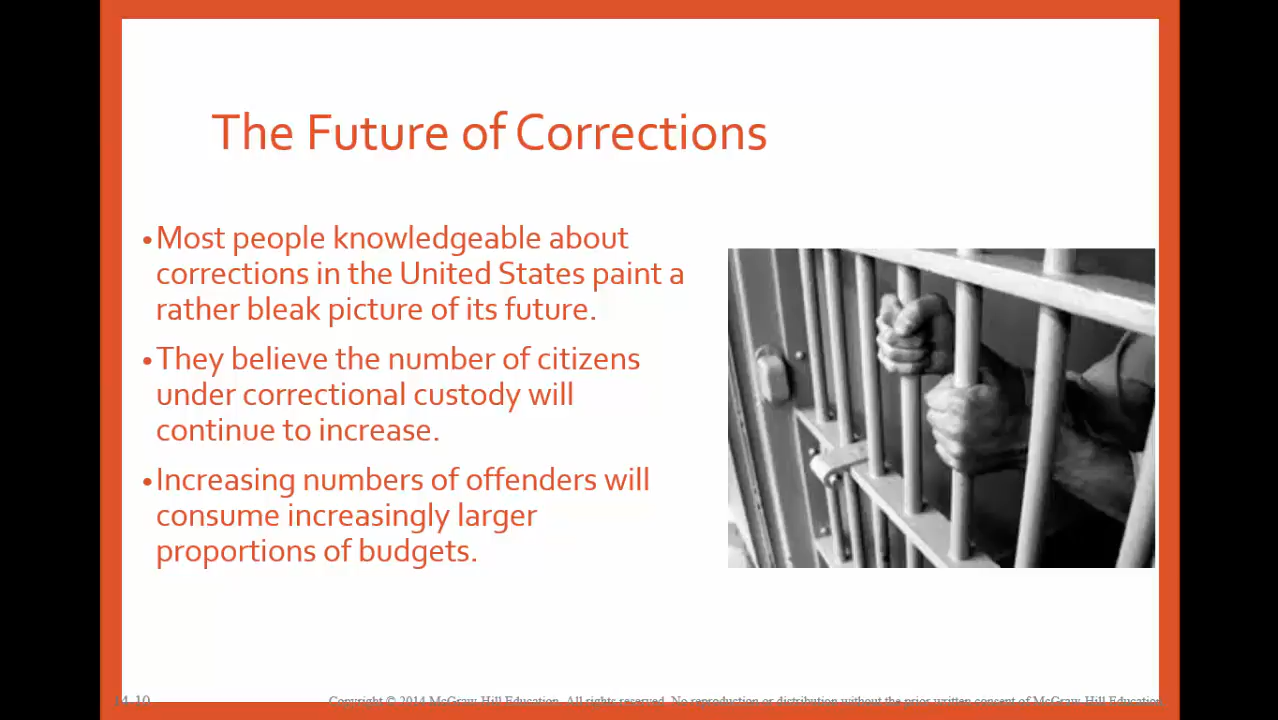 The Future of Corrections
•Most people knowledgeable about
corrections in the United States paint a
rather bleak picture of its future.
•They believe the number of citizens
under correctional custody will
continue to increase.
•Increasing numbers of offenders will
consume increasingly larger
proportions of budgets.
14-10
Copyright © 2014 McGraw-Hill Education. All rights reserved. No reproduction or distribution without the prior written consent of McGraw-Hill Education.